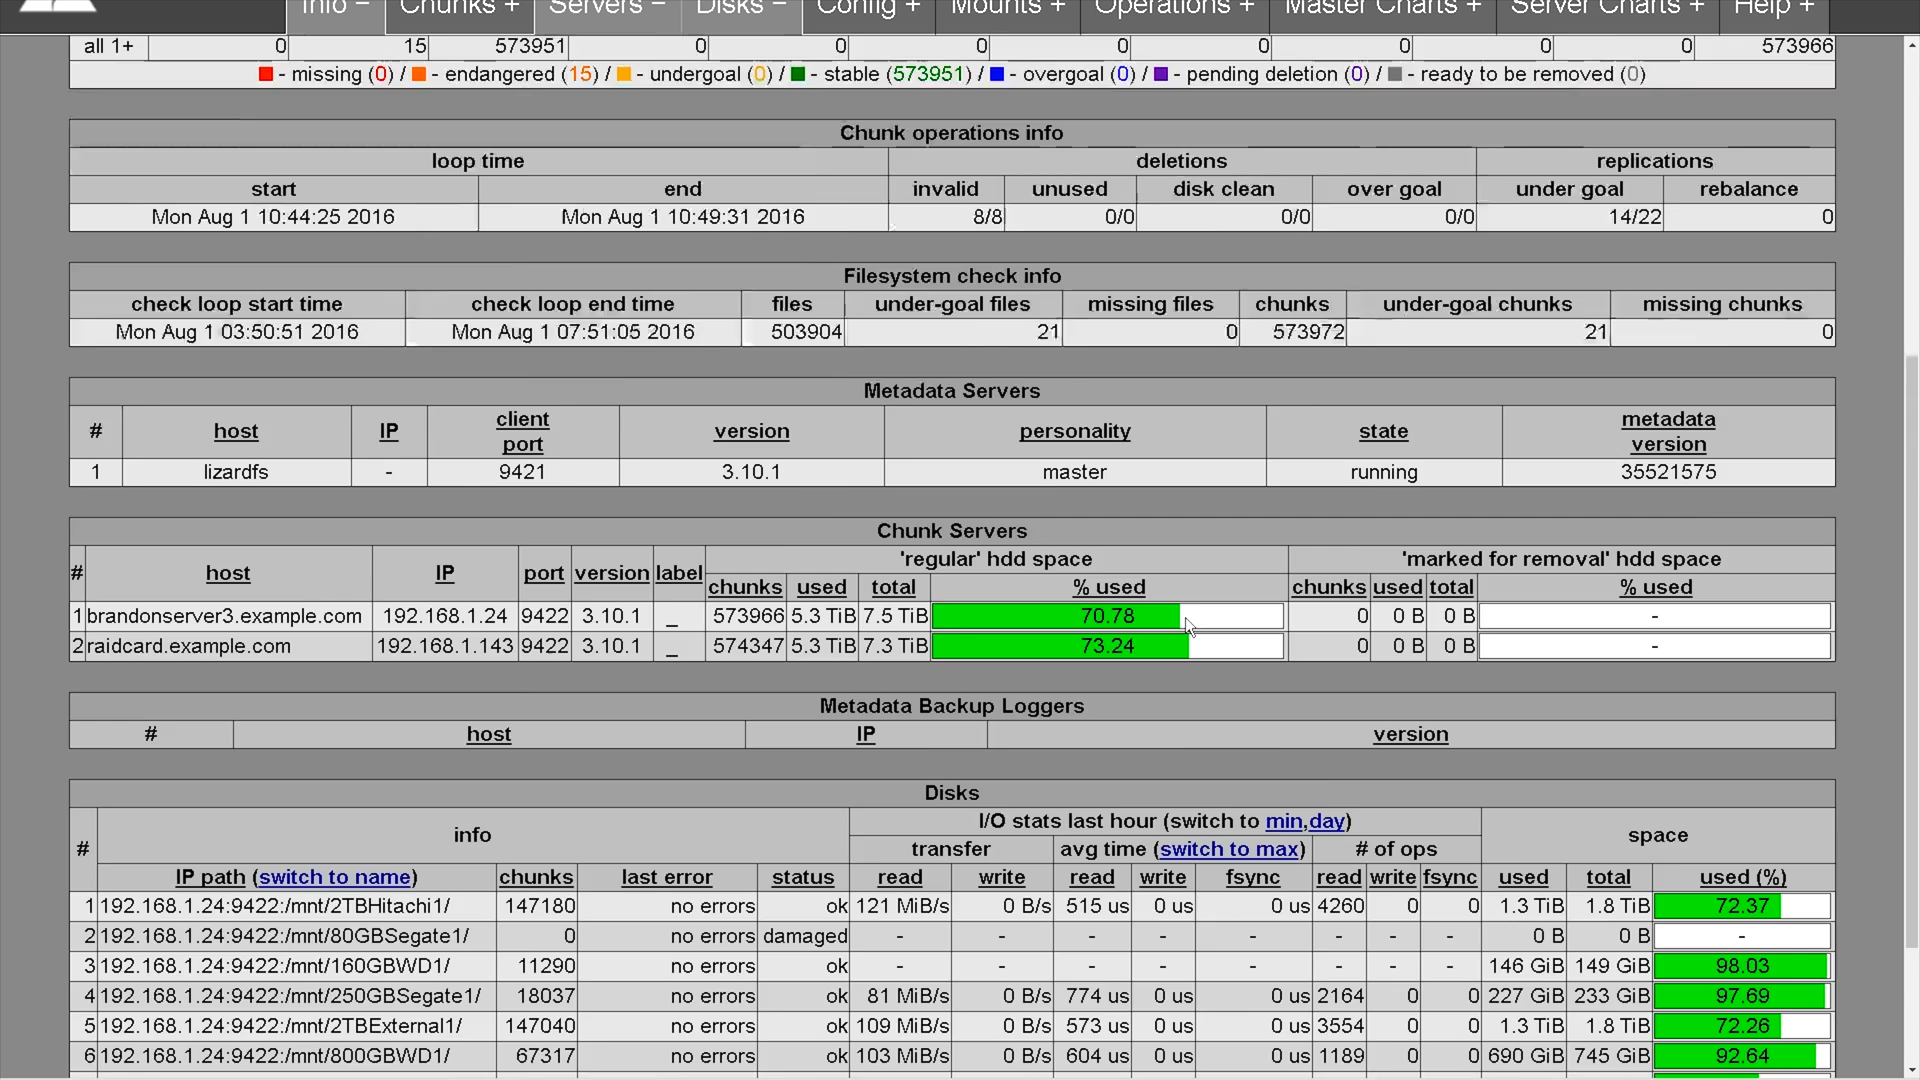 Info − Chunks + Servers − Disks − Config + Mounts + Operations + Master Charts + Server Charts + Help +
all 1+ 0 15 573951 0 0 0 0 0 0 0 0 573966
- missing (0) / - endangered (15) / - undergoal (0) / - stable (573951) / - overgoal (0) / - pending deletion (0) / - ready to be removed (0)
Chunk operations info
loop time deletions replications
start end invalid unused disk clean over goal under goal rebalance
Mon Aug 1 10:44:25 2016 Mon Aug 1 10:49:31 2016 8/8 0/0 0/0 0/0 14/22 0
Filesystem check info
check loop start time check loop end time files under-goal files missing files chunks under-goal chunks missing chunks
Mon Aug 1 03:50:51 2016 Mon Aug 1 07:51:05 2016 503904 21 0 573972 21 0
Metadata Servers
# host IP client port version personality state metadata version
1 lizardfs - 9421 3.10.1 master running 35521575
Chunk Servers
# host IP port version label 'regular' hdd space 'marked for removal' hdd space
chunks used total % used chunks used total % used
1 brandonserver3.example.com 192.168.1.24 9422 3.10.1 _ 573966 5.3 TiB 7.5 TiB 70.78 0 0 B 0 B -
2 raidcard.example.com 192.168.1.143 9422 3.10.1 _ 574347 5.3 TiB 7.3 TiB 73.24 0 0 B 0 B -
Metadata Backup Loggers
# host IP version
Disks
# info I/O stats last hour (switch to min,day) space
transfer avg time (switch to max) # of ops
IP path (switch to name) chunks last error status read write read write fsync read write fsync used total used (%)
1 192.168.1.24:9422:/mnt/2TBHitachi1/ 147180 no errors ok 121 MiB/s 0 B/s 515 us 0 us 0 us 4260 0 0 1.3 TiB 1.8 TiB 72.37
2 192.168.1.24:9422:/mnt/80GBSegate1/ 0 no errors damaged - - - - - - - - 0 B 0 B -
3 192.168.1.24:9422:/mnt/160GBWD1/ 11290 no errors ok - - - - - - - - 146 GiB 149 GiB 98.03
4 192.168.1.24:9422:/mnt/250GBSegate1/ 18037 no errors ok 81 MiB/s 0 B/s 774 us 0 us 0 us 2164 0 0 227 GiB 233 GiB 97.69
5 192.168.1.24:9422:/mnt/2TBExternal1/ 147040 no errors ok 109 MiB/s 0 B/s 573 us 0 us 0 us 3554 0 0 1.3 TiB 1.8 TiB 72.26
6 192.168.1.24:9422:/mnt/800GBWD1/ 67317 no errors ok 103 MiB/s 0 B/s 604 us 0 us 0 us 1189 0 0 690 GiB 745 GiB 92.64